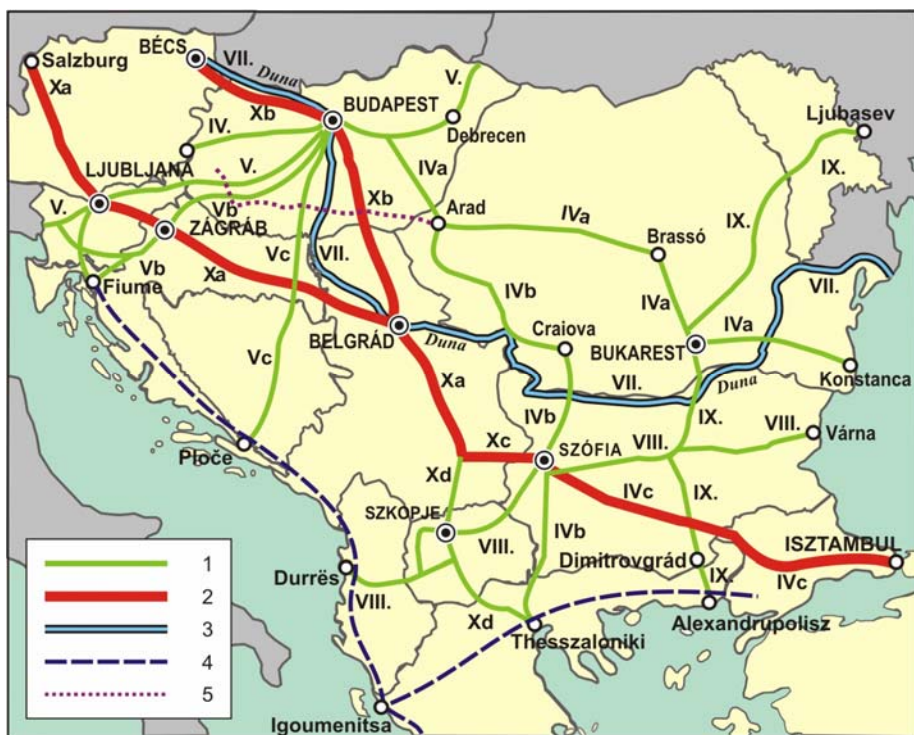 BÉCS
VII.
Duna
Salzburg
Xa
Xb
BUDAPEST
V.
Debrecen
Ljubasev
IV.
IX.
LJUBLJANA
V.
IVa
V.
Vb
Xb
Arad
IVa
IX.
ZÁGRÁB
Brassó
Vc
VII.
Xa
Vb
Fiume
IVb
IVa
VII.
BELGRÁD
Duna
Craiova
BUKAREST
IVa
Vc
Xa
VII.
Duna
Konstanca
IVb
IX.
VIII.
Várna
Ploče
Xc
SZÓFIA
VIII.
Xd
IVc
IX.
SZKOPJE
VIII.
IVb
ISZTAMBUL
1
Durrës
Dimitrovgrád
2
VIII.
IX.
IVc
3
Xd
Alexandrupolisz
4
Thesszaloniki
5
Igoumenitsa